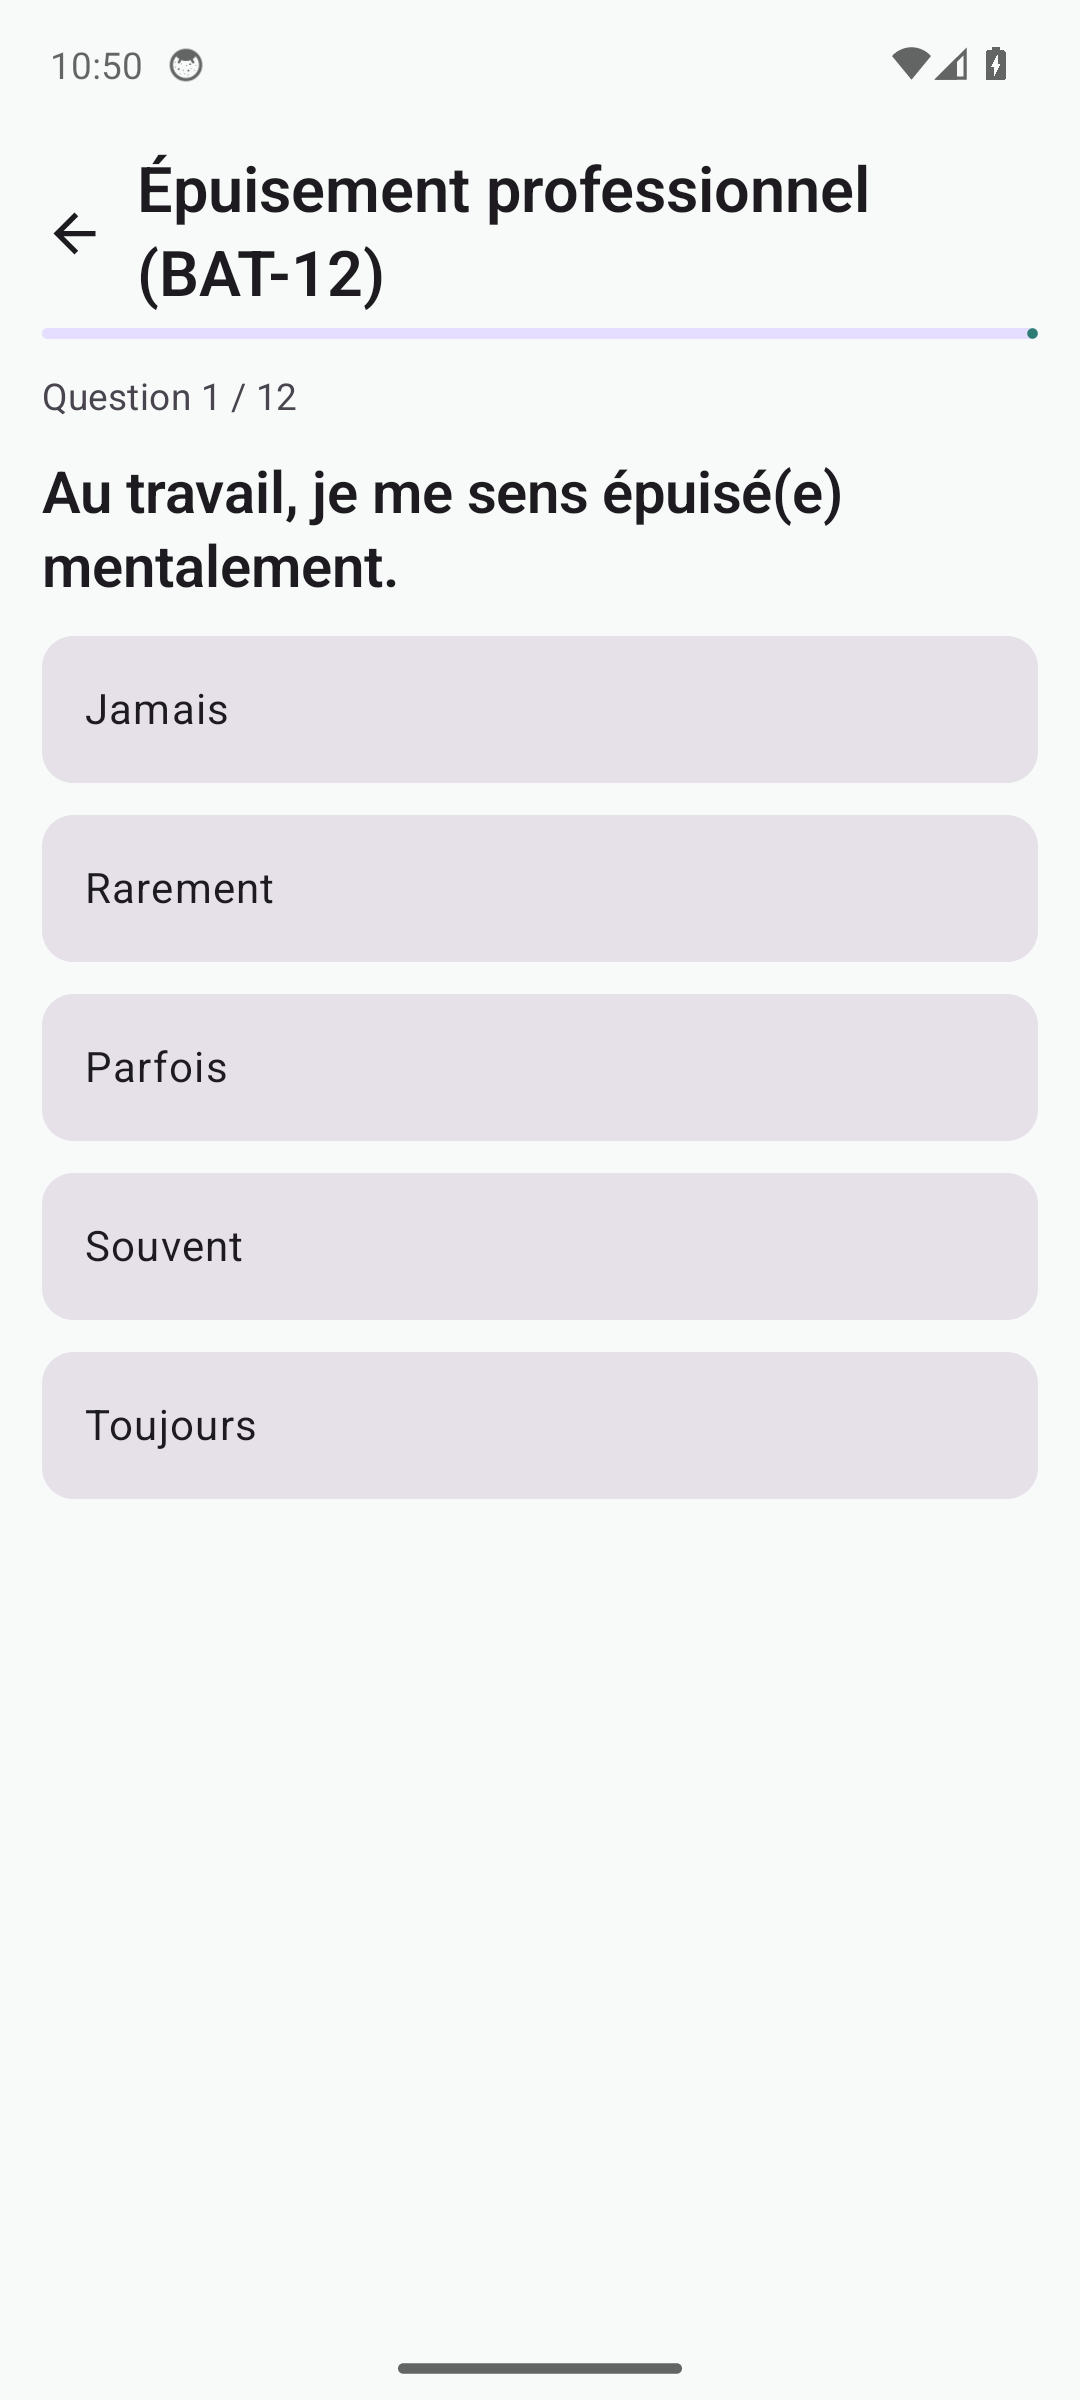 10:50
Épuisement professionnel
(BAT-12)
Question 1 / 12
Au travail, je me sens épuisé(e)
mentalement.
Jamais
Rarement
Parfois
Souvent
Toujours